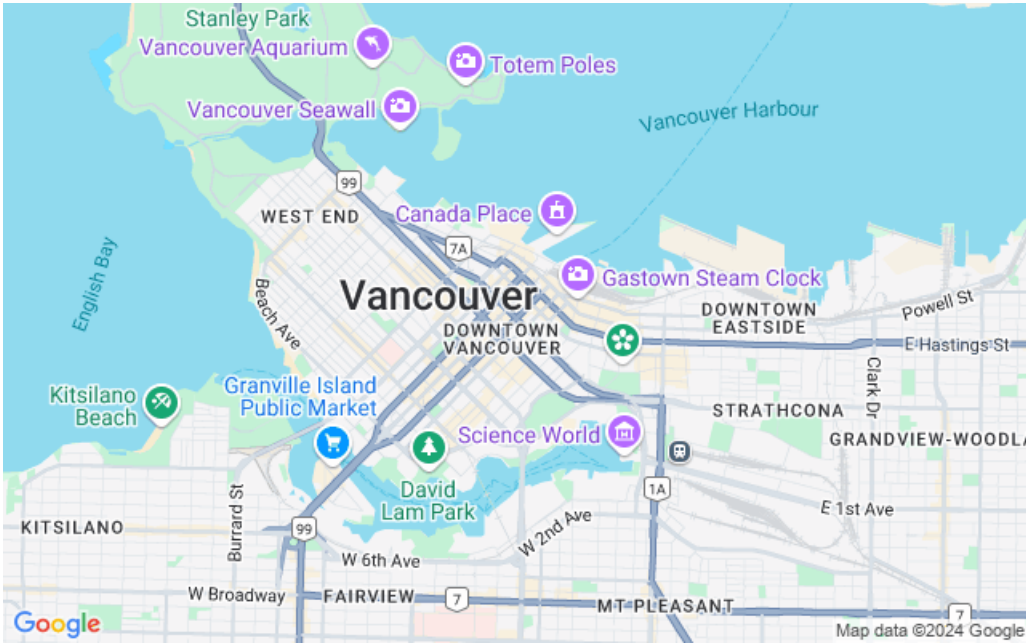 Stanley Park
Vancouver Aquarium
Totem Poles
Vancouver Seawall
Vancouver Harbour
99
WEST END
Canada Place
7A
English Bay
Beach Ave
Vancouver
Gastown Steam Clock
DOWNTOWN
VANCOUVER
DOWNTOWN
EASTSIDE
Powell St
E Hastings St
Kitsilano
Beach
Granville Island
Public Market
Clark Dr
STRATHCONA
Science World
GRANDVIEW-WOODLA
David
Lam Park
1A
E 1st Ave
KITSILANO
Burrard St
99
W 2nd Ave
W 6th Ave
W Broadway
FAIRVIEW
7
MT PLEASANT
7
Google
Map data ©2024 Google